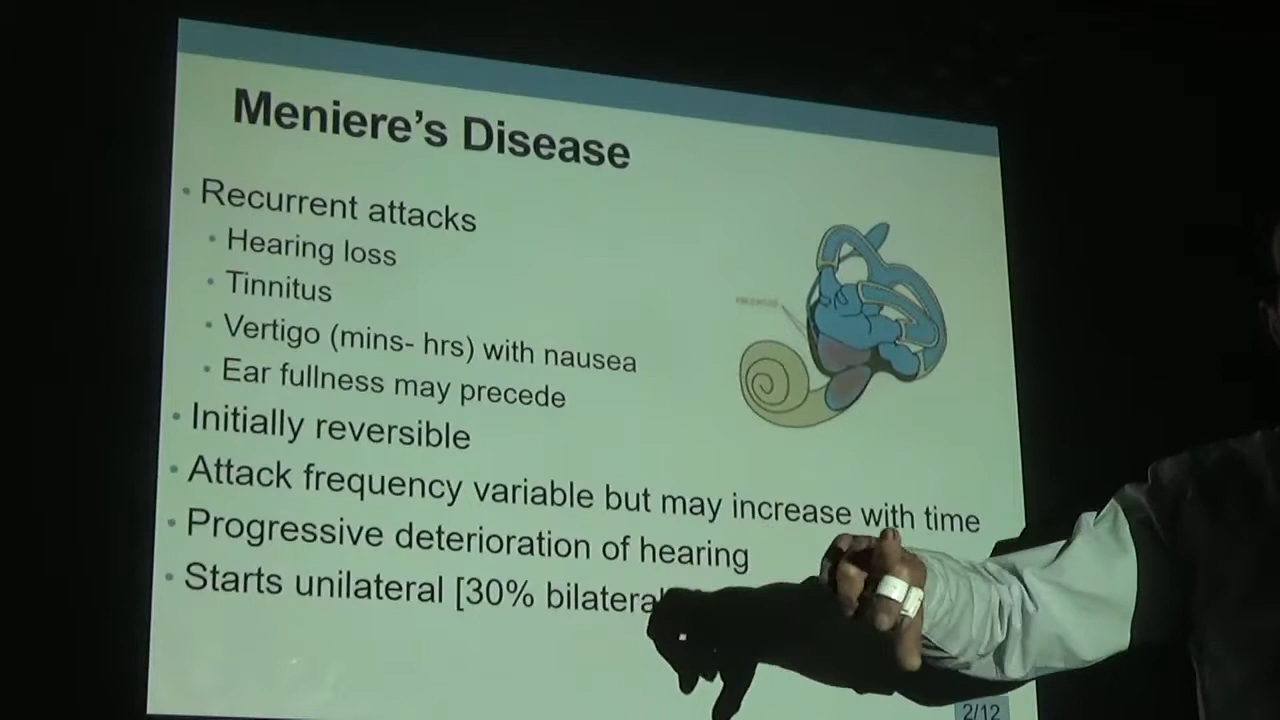 Meniere's Disease
• Recurrent attacks
• Hearing loss
• Tinnitus
• Vertigo (mins- hrs) with nausea
• Ear fullness may precede
• Initially reversible
• Attack frequency variable but may increase with time
• Progressive deterioration of hearing
• Starts unilateral [30% bilateral
2/12